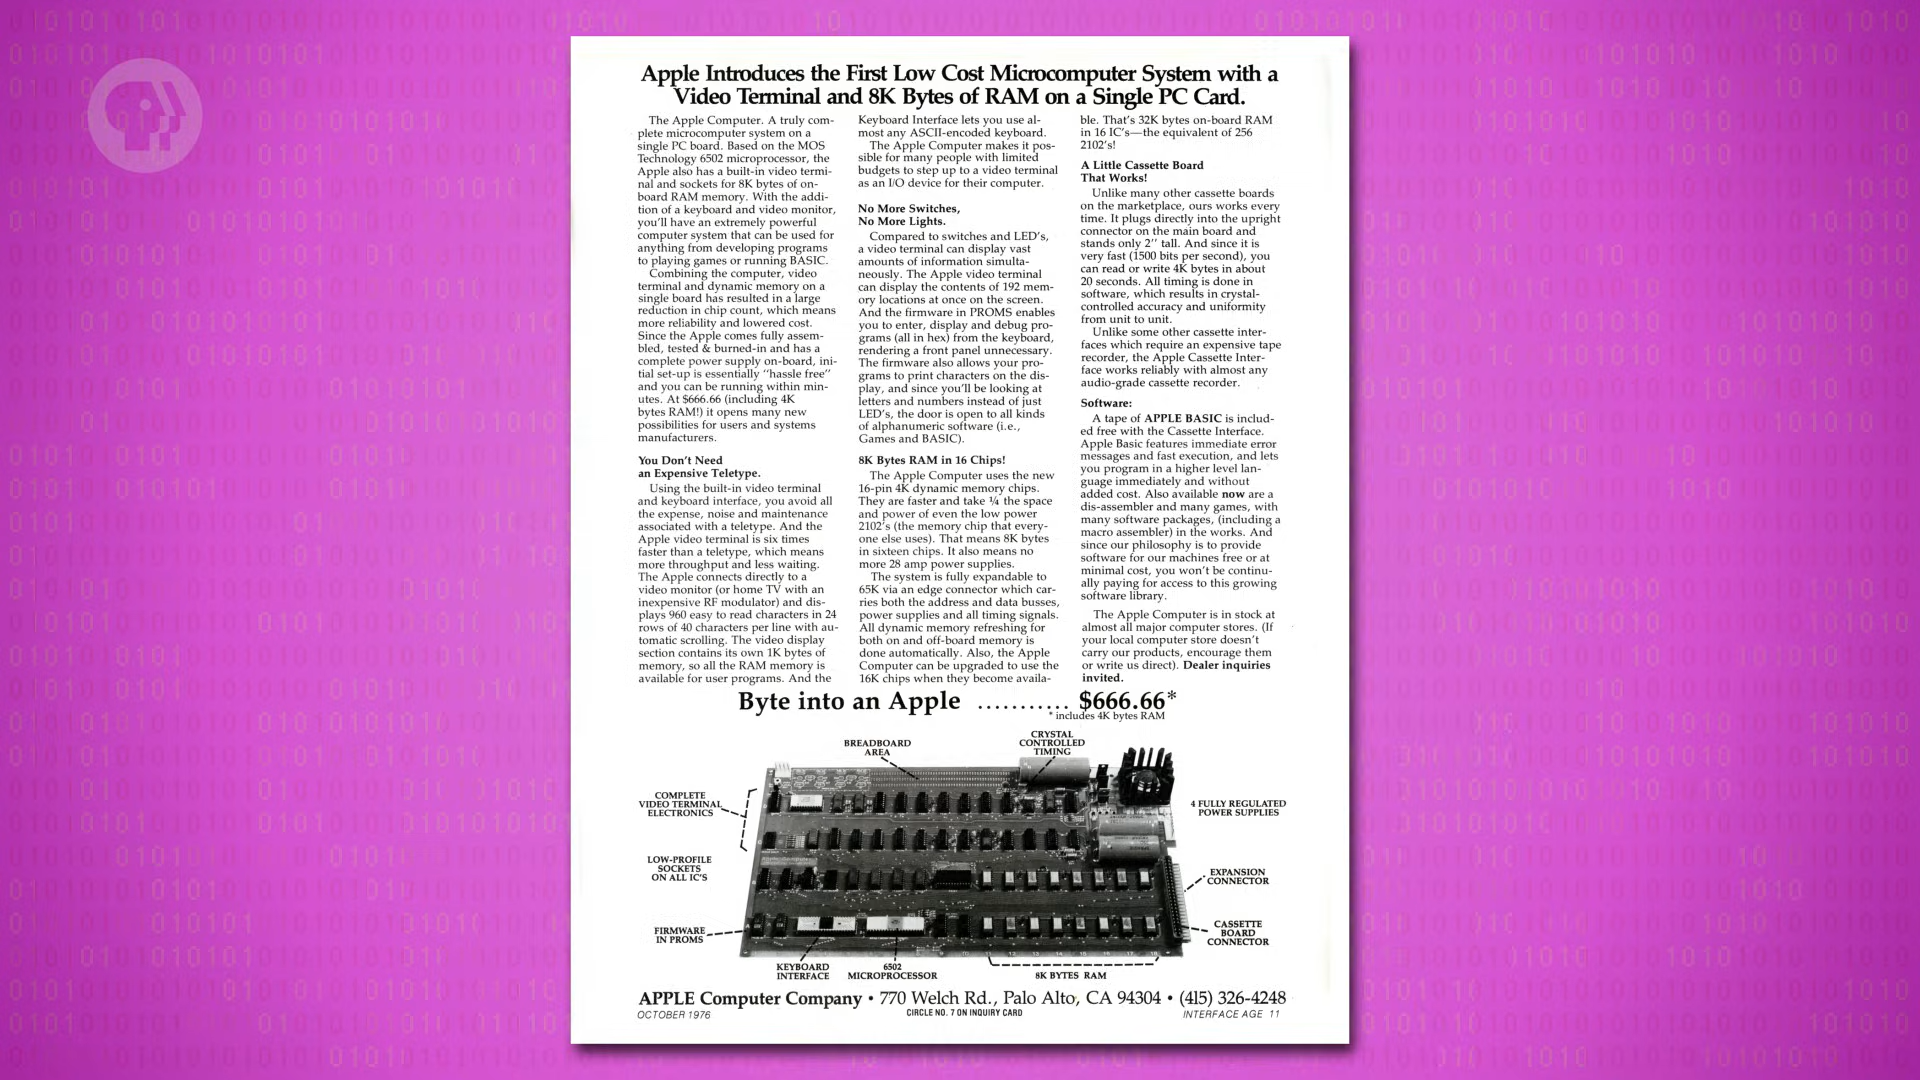 Apple Introduces the First Low Cost Microcomputer System with a
Video Terminal and 8K Bytes of RAM on a Single PC Card.
The Apple Computer. A truly com-
plete microcomputer system on a
single PC board. Based on the MOS
Technology 6502 microprocessor, the
Apple also has a built-in video termi-
nal and sockets for 8K bytes of on-
board RAM memory. With the addi-
tion of a keyboard and video monitor,
you'll have an extremely powerful
computer system that can be used for
anything from developing programs
to playing games or running BASIC.
Combining the computer, video
terminal and dynamic memory on a
single board has resulted in a large
reduction in chip count, which means
more reliability and lowered cost.
Since the Apple comes fully assem-
bled, tested & burned-in and has a
complete power supply on-board, ini-
tial set-up is essentially "hassle free"
and you can be running within min-
utes. At $666.66 (including 4K
bytes RAM!) it opens many new
possibilities for users and systems
manufacturers.
You Don't Need
an Expensive Teletype.
Using the built-in video terminal
and keyboard interface, you avoid all
the expense, noise and maintenance
associated with a teletype. And the
Apple video terminal is six times
faster than a teletype, which means
more throughput and less waiting.
The Apple connects directly to a
video monitor (or home TV with an
inexpensive RF modulator) and dis-
plays 960 easy to read characters in 24
rows of 40 characters per line with au-
tomatic scrolling. The video display
section contains its own 1K bytes of
memory, so all the RAM memory is
available for user programs. And the
Keyboard Interface lets you use al-
most any ASCII-encoded keyboard.
The Apple Computer makes it pos-
sible for many people with limited
budgets to step up to a video terminal
as an I/O device for their computer.
No More Switches,
No More Lights.
Compared to switches and LED's,
a video terminal can display vast
amounts of information simulta-
neously. The Apple video terminal
can display the contents of 192 mem-
ory locations at once on the screen.
And the firmware in PROMS enables
you to enter, display and debug pro-
grams (all in hex) from the keyboard,
rendering a front panel unnecessary.
The firmware also allows your pro-
grams to print characters on the dis-
play, and since you'll be looking at
letters and numbers instead of just
LED's, the door is open to all kinds
of alphanumeric software (i.e.,
Games and BASIC).
8K Bytes RAM in 16 Chips!
The Apple Computer uses the new
16-pin 4K dynamic memory chips.
They are faster and take ¼ the space
and power of even the low power
2102's (the memory chip that every-
one else uses). That means 8K bytes
in sixteen chips. It also means no
more 28 amp power supplies.
The system is fully expandable to
65K via an edge connector which car-
ries both the address and data busses,
power supplies and all timing signals.
All dynamic memory refreshing for
both on and off-board memory is
done automatically. Also, the Apple
Computer can be upgraded to use the
16K chips when they become availa-
ble. That's 32K bytes on-board RAM
in 16 IC's—the equivalent of 256
2102's!
A Little Cassette Board
That Works!
Unlike many other cassette boards
on the marketplace, ours works every
time. It plugs directly into the upright
connector on the main board and
stands only 2" tall. And since it is
very fast (1500 bits per second), you
can read or write 4K bytes in about
20 seconds. All timing is done in
software, which results in crystal-
controlled accuracy and uniformity
from unit to unit.
Unlike some other cassette inter-
faces which require an expensive tape
recorder, the Apple Cassette Inter-
face works reliably with almost any
audio-grade cassette recorder.
Software:
A tape of APPLE BASIC is includ-
ed free with the Cassette Interface.
Apple Basic features immediate error
messages and fast execution, and lets
you program in a higher level lan-
guage immediately and without
added cost. Also available now are a
dis-assembler and many games, with
many software packages, (including a
macro assembler) in the works. And
since our philosophy is to provide
software for our machines free or at
minimal cost, you won't be continu-
ally paying for access to this growing
software library.
The Apple Computer is in stock at
almost all major computer stores. (If
your local computer store doesn't
carry our products, encourage them
or write us direct). Dealer inquiries
invited.
Byte into an Apple ........... $666.66*
* includes 4K bytes RAM
BREADBOARD
AREA
CRYSTAL
CONTROLLED
TIMING
COMPLETE
VIDEO TERMINAL
ELECTRONICS
4 FULLY REGULATED
POWER SUPPLIES
LOW-PROFILE
SOCKETS
ON ALL IC'S
EXPANSION
CONNECTOR
FIRMWARE
IN PROMS
CASSETTE
BOARD
CONNECTOR
KEYBOARD
INTERFACE
6502
MICROPROCESSOR
8K BYTES RAM
APPLE Computer Company • 770 Welch Rd., Palo Alto, CA 94304 • (415) 326-4248
OCTOBER 1976
CIRCLE NO. 7 ON INQUIRY CARD
INTERFACE AGE 11